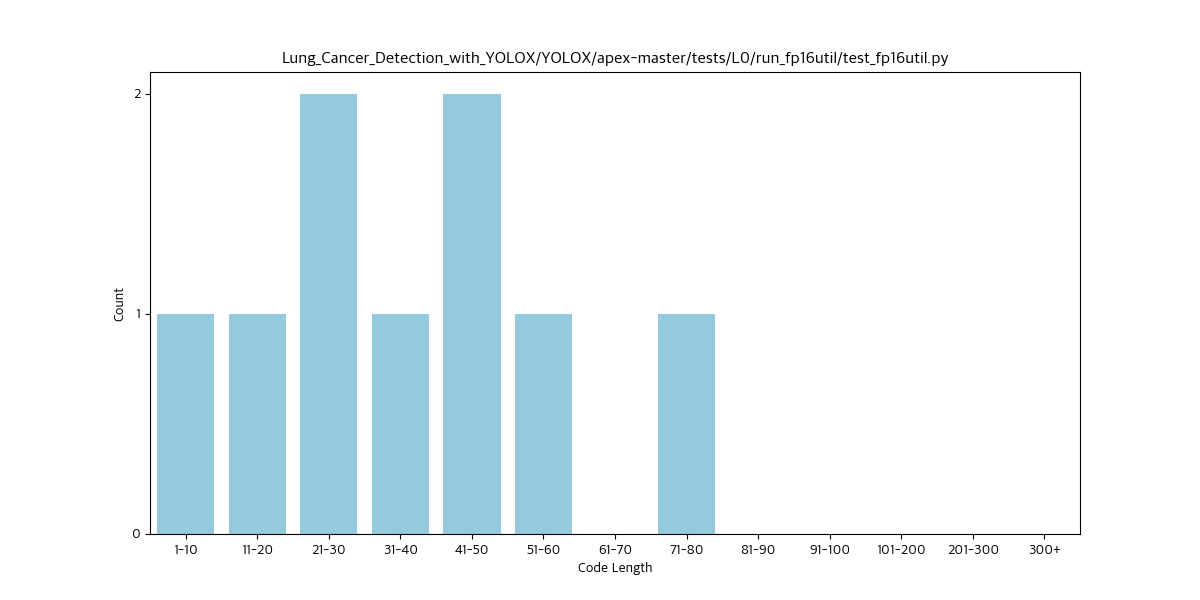 Lung_Cancer_Detection_with_YOLOX/YOLOX/apex-master/tests/L0/run_fp16util/test_fp16util.py
2
1
0
Count
1-10 11-20 21-30 31-40 41-50 51-60 61-70 71-80 81-90 91-100 101-200 201-300 300+
Code Length